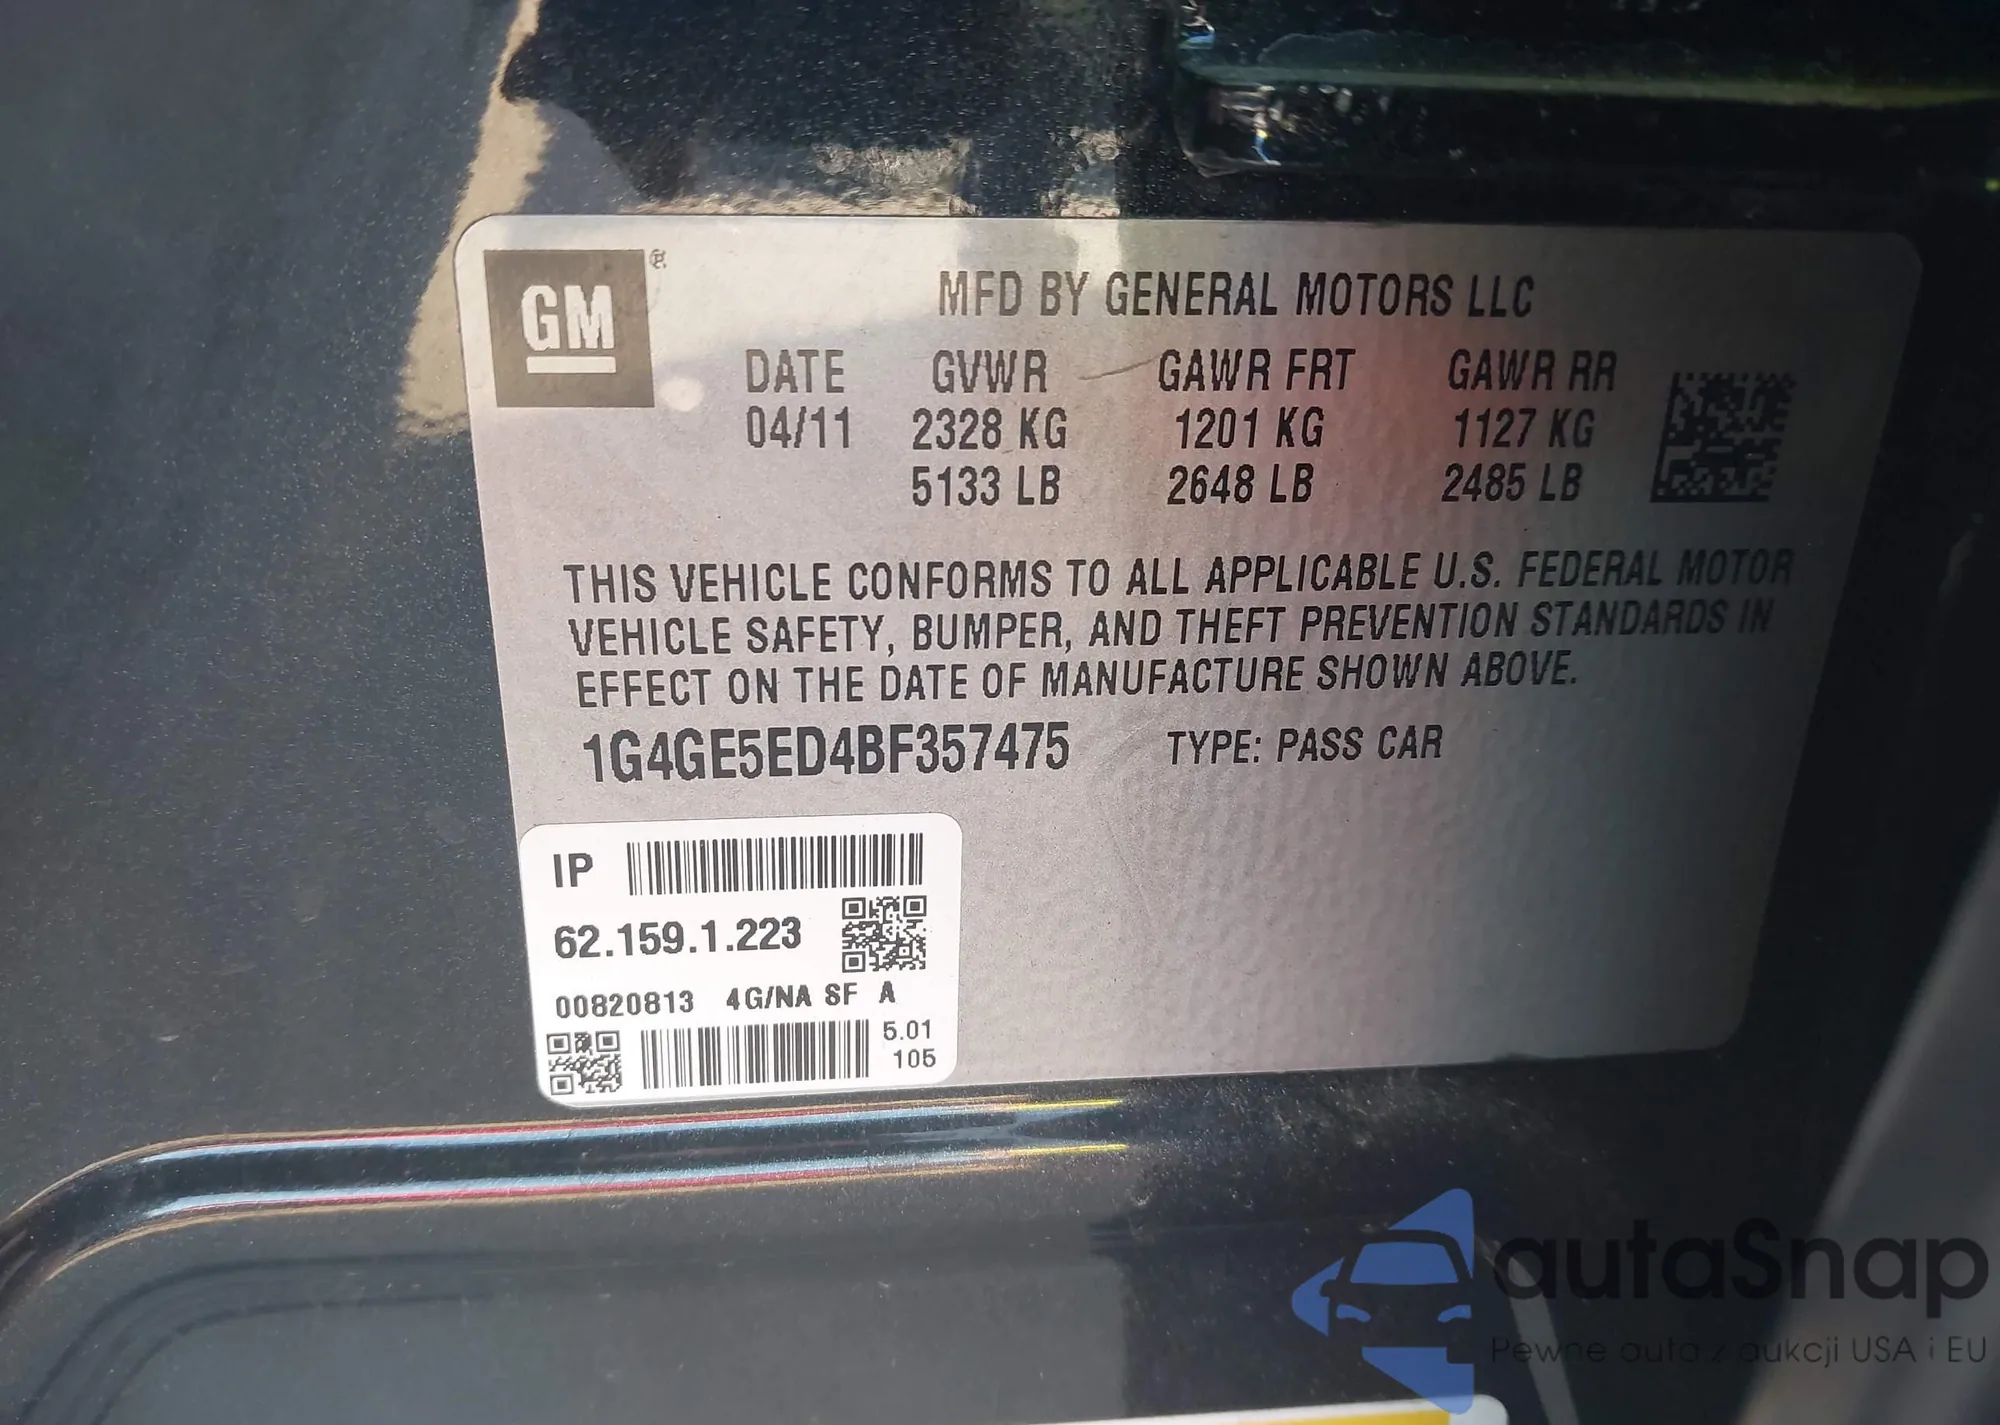 GM ®
MFD BY GENERAL MOTORS LLC
DATE GVWR GAWR FRT GAWR RR
04/11 2328 KG 1201 KG 1127 KG
5133 LB 2648 LB 2485 LB
THIS VEHICLE CONFORMS TO ALL APPLICABLE U.S. FEDERAL MOTOR
VEHICLE SAFETY, BUMPER, AND THEFT PREVENTION STANDARDS IN
EFFECT ON THE DATE OF MANUFACTURE SHOWN ABOVE.
1G4GE5ED4BF357475 TYPE: PASS CAR
IP
62.159.1.223
00820813 4G/NA SF A
5.01
105
autaSnap
Pewne auta z aukcji USA i EU